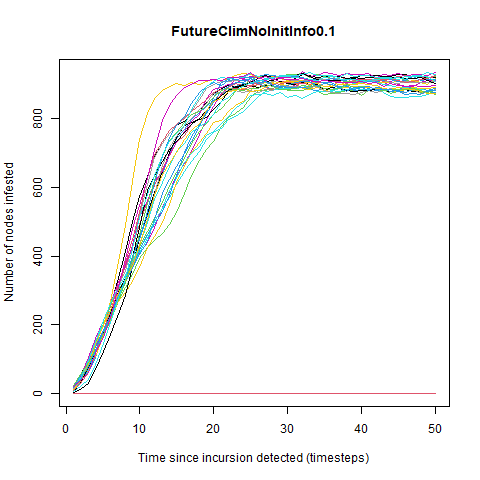 FutureClimNoInitInfo0.1
Number of nodes infested
800
600
400
200
0
0 10 20 30 40 50
Time since incursion detected (timesteps)